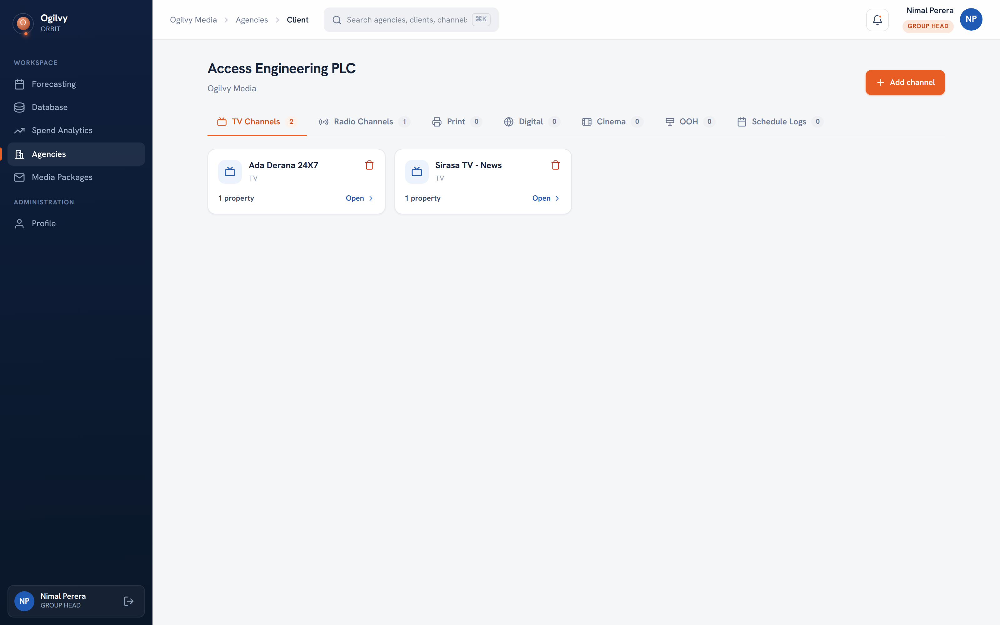 Ogilvy
ORBIT
WORKSPACE
Forecasting
Database
Spend Analytics
Agencies
Media Packages
ADMINISTRATION
Profile
NP
Nimal Perera
GROUP HEAD
Ogilvy Media
Agencies
Client
Search agencies, clients, channels
⌘K
Nimal Perera
GROUP HEAD
NP
Access Engineering PLC
Ogilvy Media
Add channel
TV Channels 2
Radio Channels 1
Print 0
Digital 0
Cinema 0
OOH 0
Schedule Logs 0
Ada Derana 24X7
TV
1 property
Open
Sirasa TV - News
TV
1 property
Open